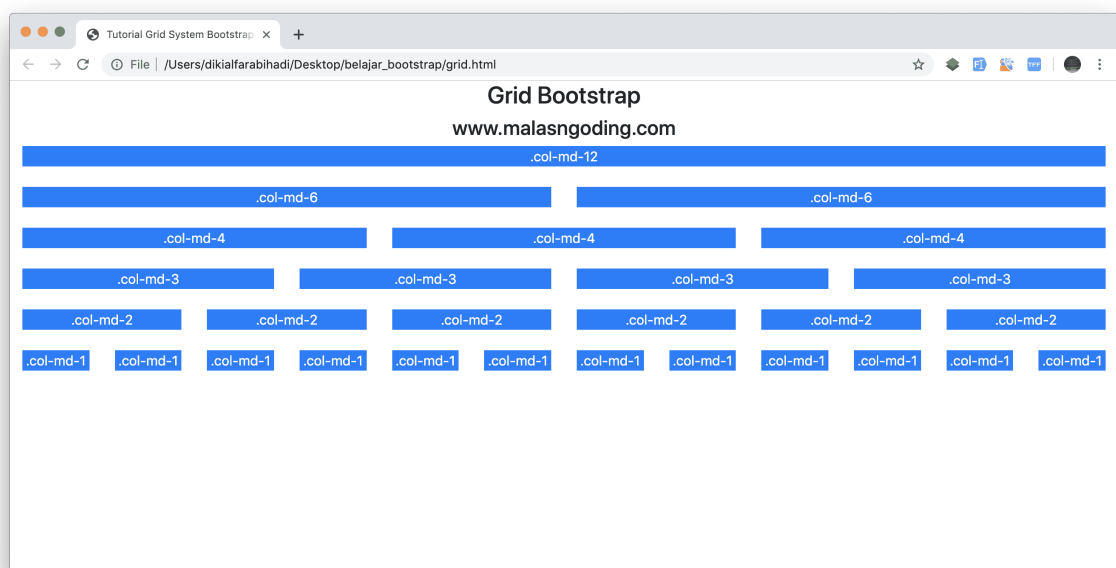 Tutorial Grid System Bootstrap
File /Users/dikialfarabihadi/Desktop/belajar_bootstrap/grid.html
TFF
Grid Bootstrap
www.malasngoding.com
.col-md-12
.col-md-6 .col-md-6
.col-md-4 .col-md-4 .col-md-4
.col-md-3 .col-md-3 .col-md-3 .col-md-3
.col-md-2 .col-md-2 .col-md-2 .col-md-2 .col-md-2 .col-md-2
.col-md-1 .col-md-1 .col-md-1 .col-md-1 .col-md-1 .col-md-1 .col-md-1 .col-md-1 .col-md-1 .col-md-1 .col-md-1 .col-md-1